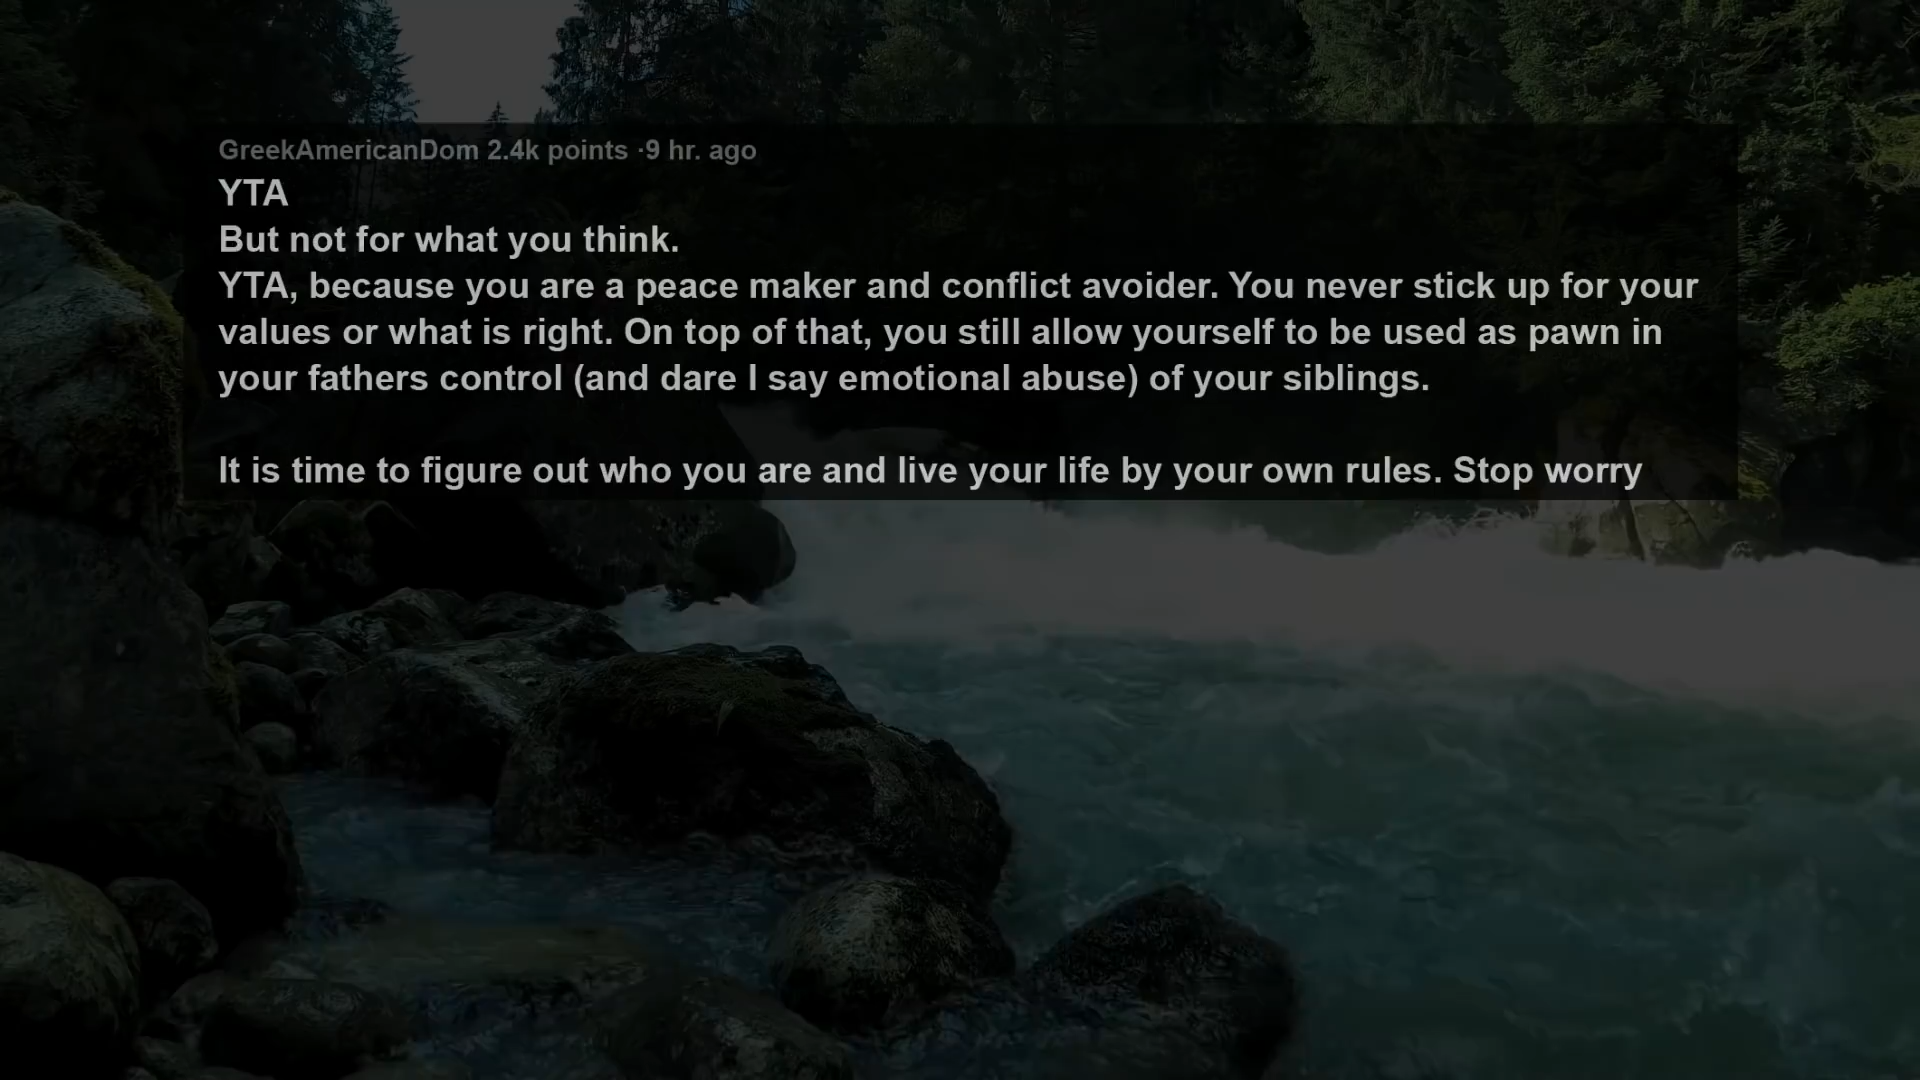 GreekAmericanDom 2.4k points ·9 hr. ago
YTA
But not for what you think.
YTA, because you are a peace maker and conflict avoider. You never stick up for your
values or what is right. On top of that, you still allow yourself to be used as pawn in
your fathers control (and dare I say emotional abuse) of your siblings.
It is time to figure out who you are and live your life by your own rules. Stop worry